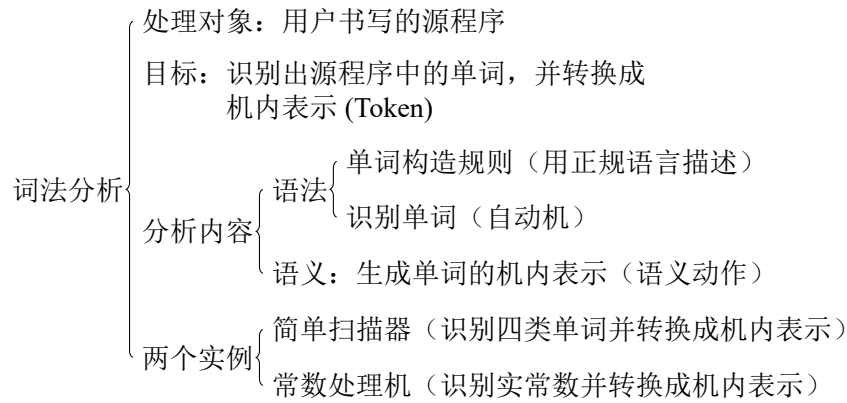 处理对象：用户书写的源程序
目标：识别出源程序中的单词，并转换成
机内表示 (Token)
单词构造规则（用正规语言描述）
语法
词法分析
识别单词（自动机）
分析内容
语义：生成单词的机内表示（语义动作）
简单扫描器（识别四类单词并转换成机内表示）
两个实例
常数处理机（识别实常数并转换成机内表示）